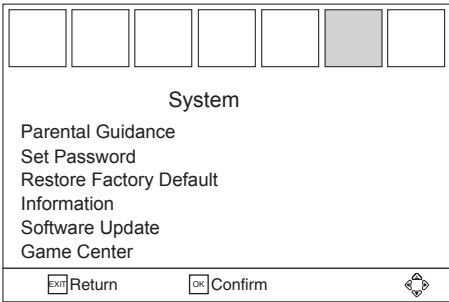 System
Parental Guidance
Set Password
Restore Factory Default
Information
Software Update
Game Center
EXIT Return OK Confirm